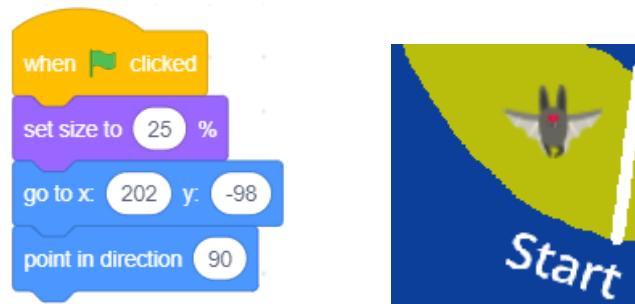 when clicked
set size to 25 %
go to x: 202 y: -98
point in direction 90
Start